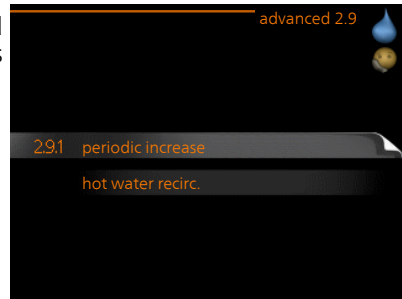 advanced 2.9
2.9.1 periodic increase
hot water recirc.